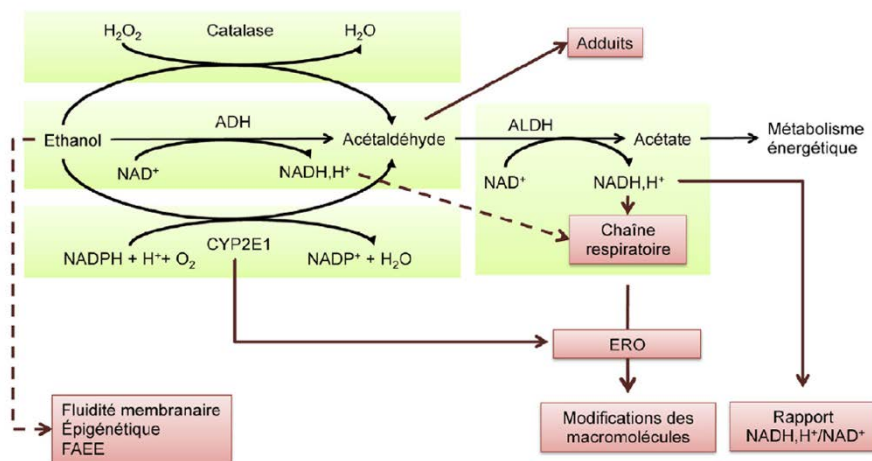 H₂O₂ Catalase H₂O
Adduits
Ethanol ADH Acétaldéhyde ALDH Acétate Métabolisme
énergétique
NAD⁺ NADH,H⁺ NAD⁺ NADH,H⁺
Chaîne
respiratoire
CYP2E1
NADPH + H⁺+ O₂ NADP⁺ + H₂O
ERO
Fluidité membranaire
Épigénétique
FAEE
Modifications des
macromolécules
Rapport
NADH,H⁺/NAD⁺